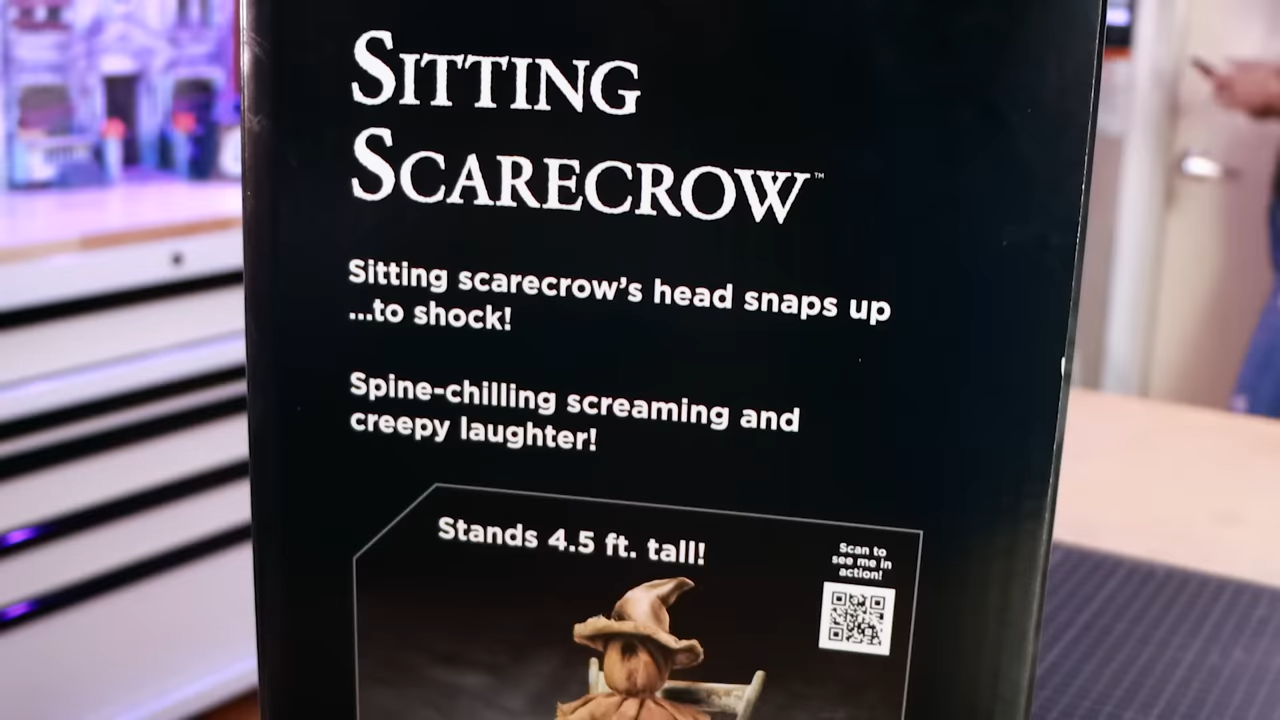 SITTING
SCARECROW™
Sitting scarecrow's head snaps up
...to shock!
Spine-chilling screaming and
creepy laughter!
Stands 4.5 ft. tall!
Scan to
see me in
action!